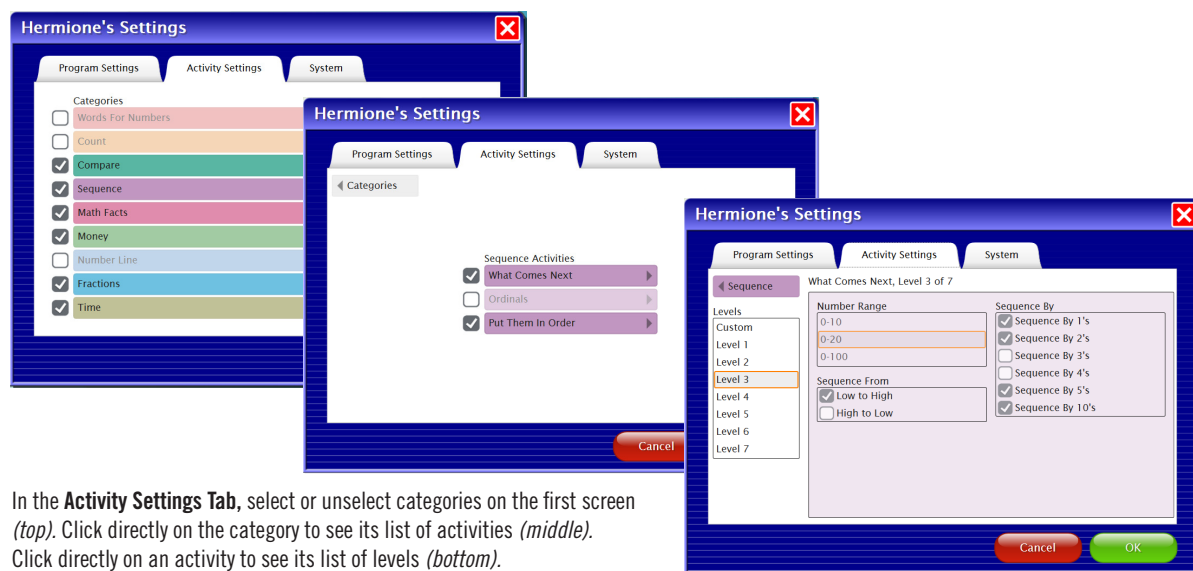 Hermione's Settings
Program Settings
Activity Settings
System
Categories
Words For Numbers
Count
Compare
Sequence
Math Facts
Money
Number Line
Fractions
Time
Hermione's Settings
Program Settings
Activity Settings
System
Categories
Sequence Activities
What Comes Next
Ordinals
Put Them In Order
Cancel
Hermione's Settings
Program Settings
Activity Settings
System
Sequence
What Comes Next, Level 3 of 7
Levels
Custom
Level 1
Level 2
Level 3
Level 4
Level 5
Level 6
Level 7
Number Range
0-10
0-20
0-100
Sequence From
Low to High
High to Low
Sequence By
Sequence By 1's
Sequence By 2's
Sequence By 3's
Sequence By 4's
Sequence By 5's
Sequence By 10's
Cancel
OK
In the Activity Settings Tab, select or unselect categories on the first screen
(top). Click directly on the category to see its list of activities (middle).
Click directly on an activity to see its list of levels (bottom).